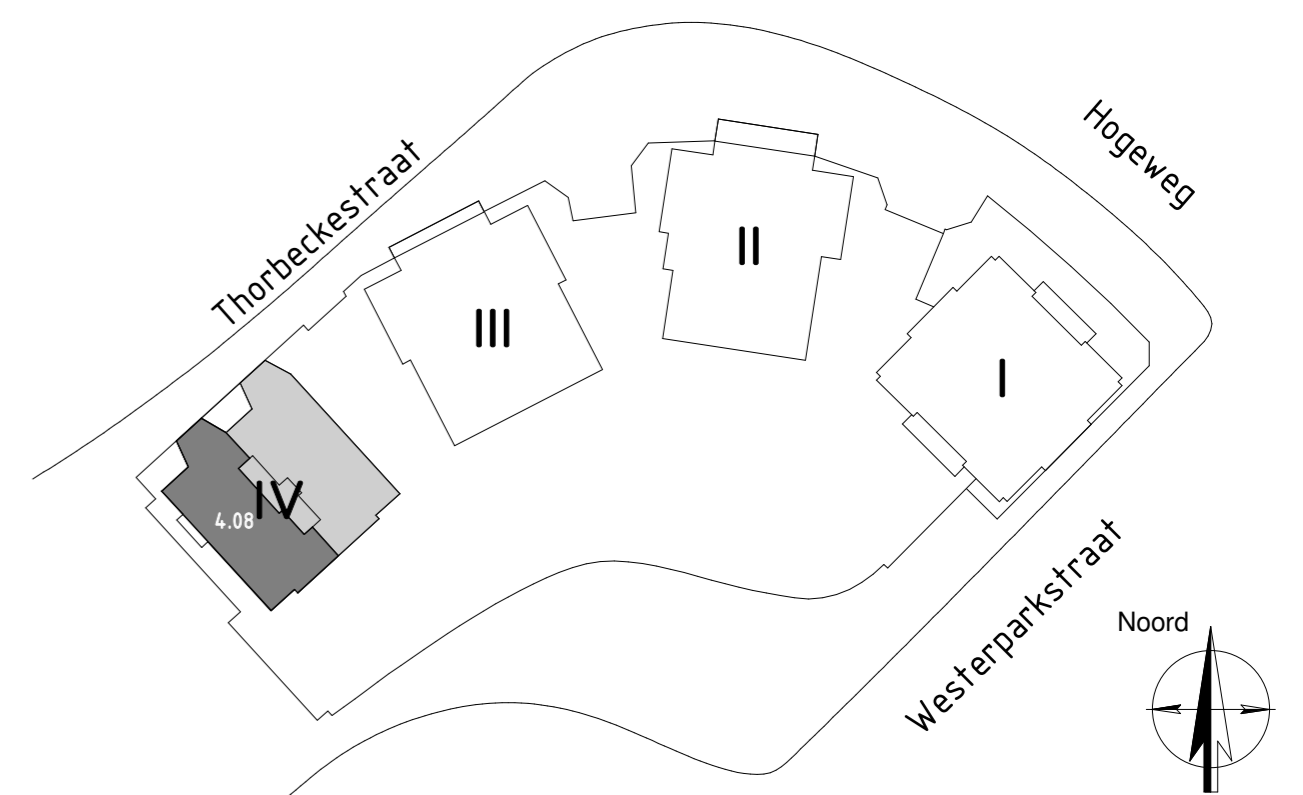 Thorbeckestraat
Hogeweg
II
III
I
IV
4.08
Westerparkstraat
Noord